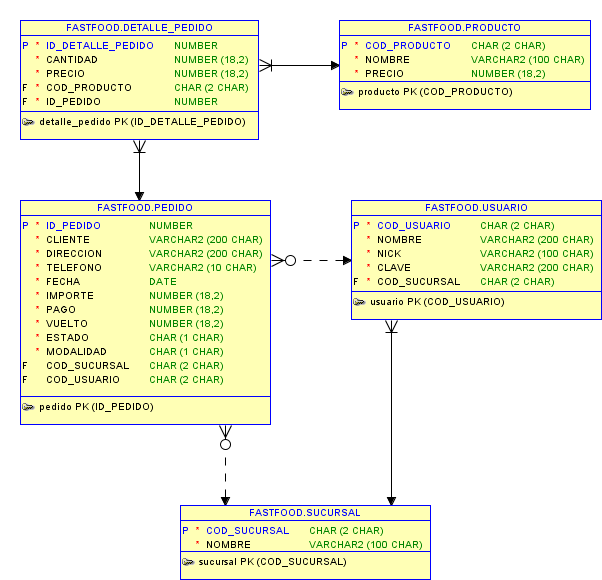 FASTFOOD.DETALLE_PEDIDO
P * ID_DETALLE_PEDIDO NUMBER
* CANTIDAD NUMBER (18,2)
* PRECIO NUMBER (18,2)
F * COD_PRODUCTO CHAR (2 CHAR)
F * ID_PEDIDO NUMBER
detalle_pedido PK (ID_DETALLE_PEDIDO)
FASTFOOD.PRODUCTO
P * COD_PRODUCTO CHAR (2 CHAR)
* NOMBRE VARCHAR2 (100 CHAR)
* PRECIO NUMBER (18,2)
producto PK (COD_PRODUCTO)
FASTFOOD.PEDIDO
P * ID_PEDIDO NUMBER
* CLIENTE VARCHAR2 (200 CHAR)
* DIRECCION VARCHAR2 (200 CHAR)
* TELEFONO VARCHAR2 (10 CHAR)
* FECHA DATE
* IMPORTE NUMBER (18,2)
* PAGO NUMBER (18,2)
* VUELTO NUMBER (18,2)
* ESTADO CHAR (1 CHAR)
* MODALIDAD CHAR (1 CHAR)
F COD_SUCURSAL CHAR (2 CHAR)
F COD_USUARIO CHAR (2 CHAR)
pedido PK (ID_PEDIDO)
FASTFOOD.USUARIO
P * COD_USUARIO CHAR (2 CHAR)
* NOMBRE VARCHAR2 (200 CHAR)
* NICK VARCHAR2 (100 CHAR)
* CLAVE VARCHAR2 (200 CHAR)
F * COD_SUCURSAL CHAR (2 CHAR)
usuario PK (COD_USUARIO)
FASTFOOD.SUCURSAL
P * COD_SUCURSAL CHAR (2 CHAR)
* NOMBRE VARCHAR2 (100 CHAR)
sucursal PK (COD_SUCURSAL)